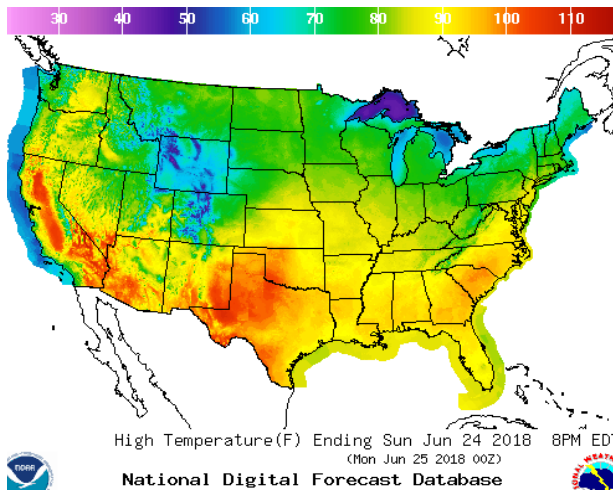 30 40 50 60 70 80 90 100 110
High Temperature(F) Ending Sun Jun 24 2018 8PM EDT
(Mon Jun 25 2018 00Z)
National Digital Forecast Database
NOAA